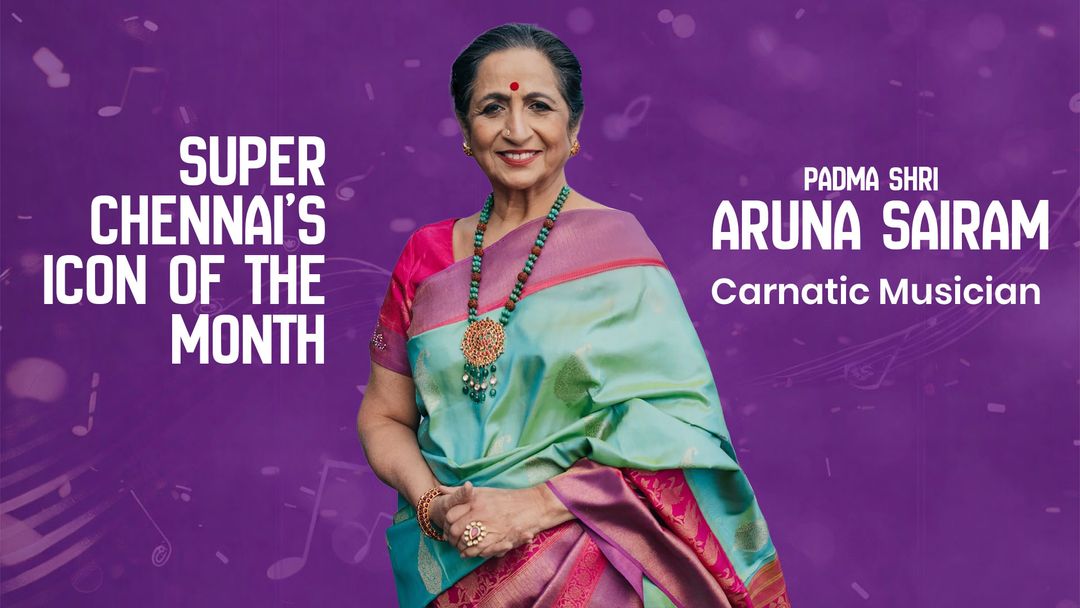 SUPER
CHENNAI'S
ICON OF THE
MONTH
PADMA SHRI
ARUNA SAIRAM
Carnatic Musician